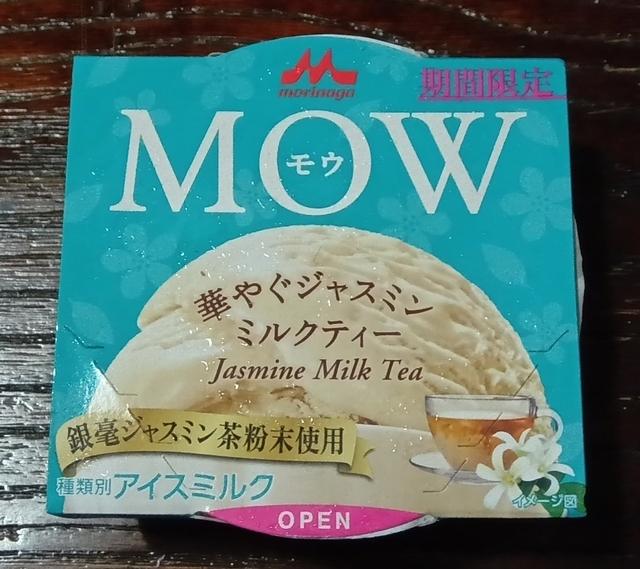 morinaga
期間限定
MOW
モウ
華やぐジャスミン
ミルクティー
Jasmine Milk Tea
銀毫ジャスミン茶粉末使用
種類別アイスミルク
イメージ図
OPEN